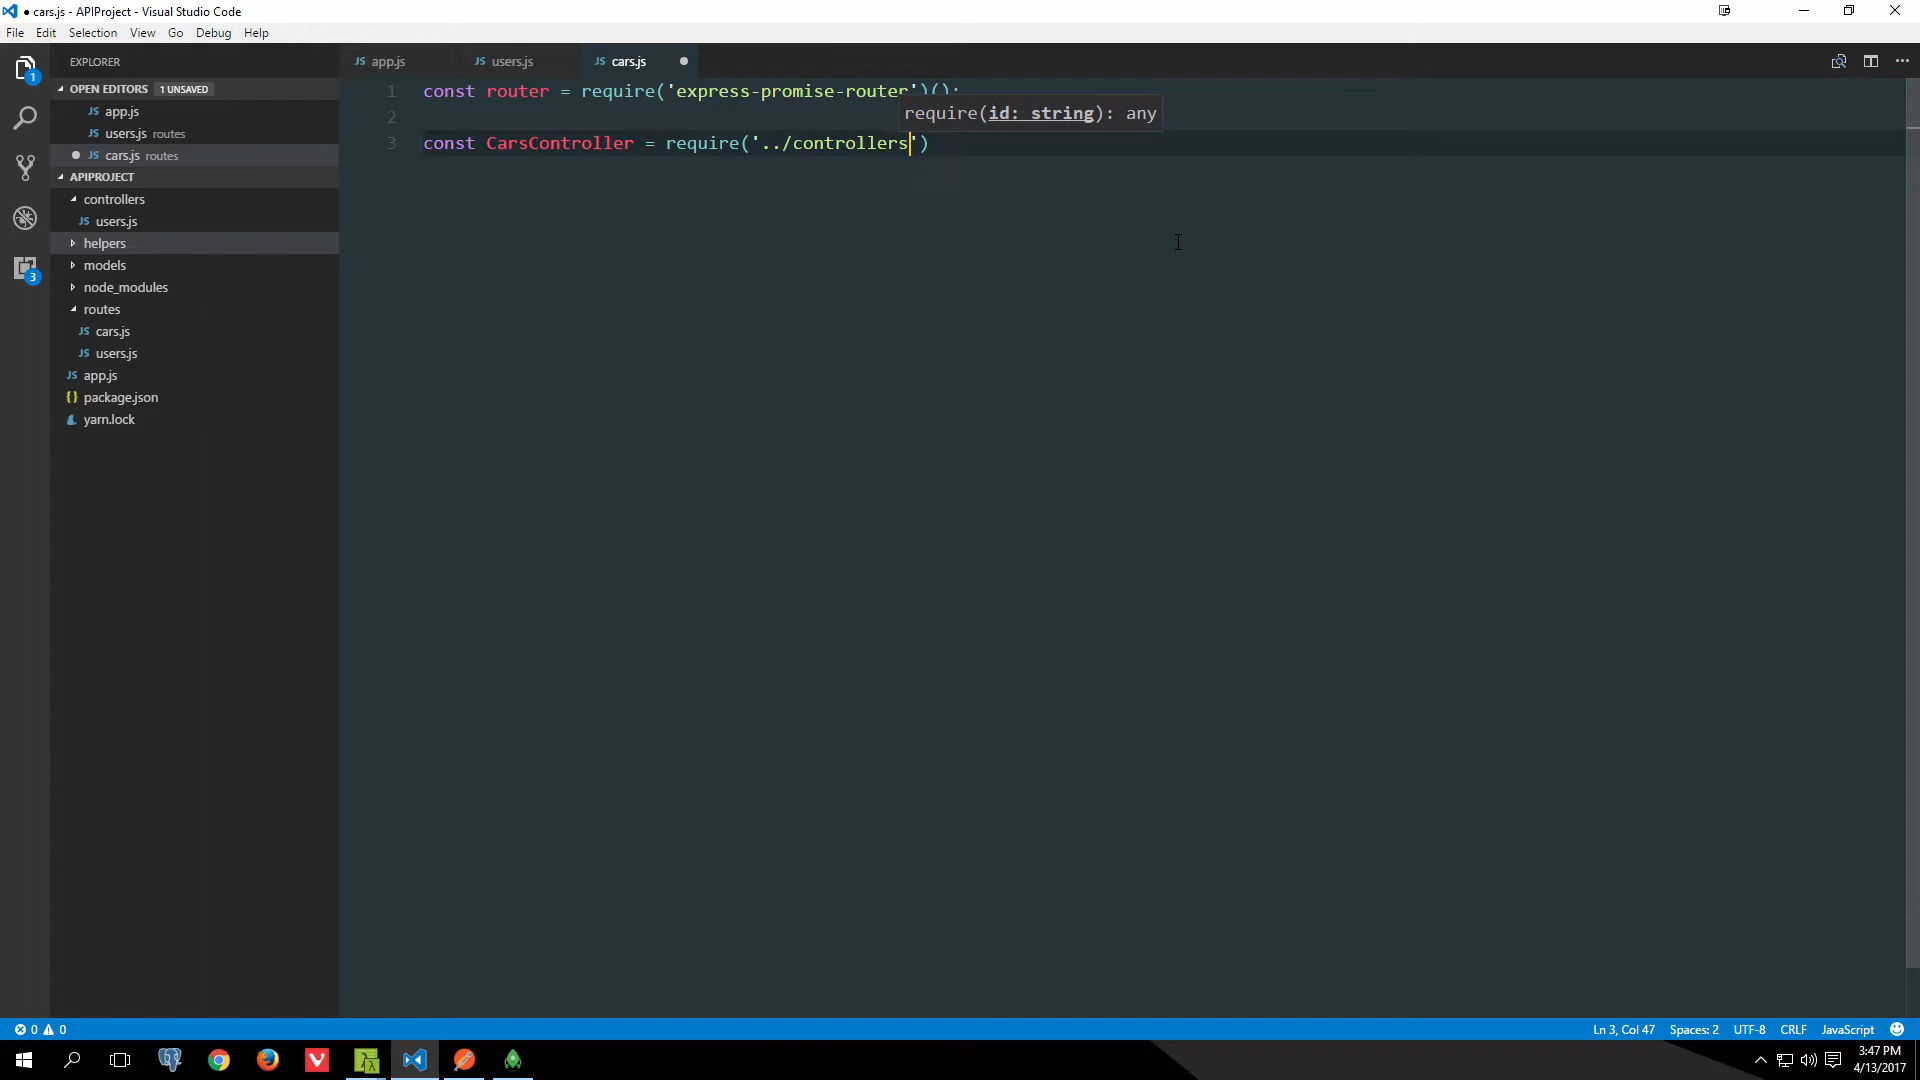 cars.js - APIProject - Visual Studio Code
File Edit Selection View Go Debug Help
EXPLORER
OPEN EDITORS 1 UNSAVED
app.js
users.js routes
cars.js routes
APIPROJECT
controllers
users.js
helpers
models
node_modules
routes
cars.js
users.js
app.js
package.json
yarn.lock
1
3
app.js users.js cars.js
1 const router = require('express-promise-router')();
require(id: string): any
2
3 const CarsController = require('../controllers')
0 0
Ln 3, Col 47 Spaces: 2 UTF-8 CRLF JavaScript
3:47 PM
4/13/2017